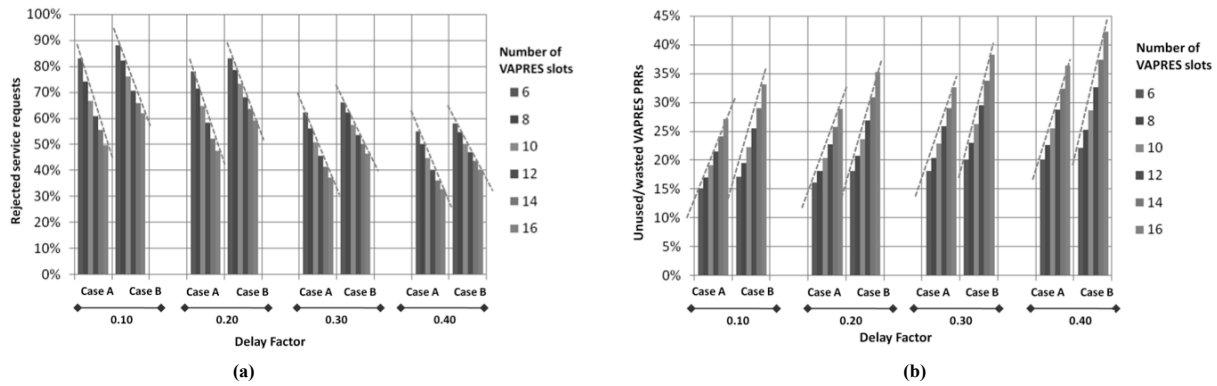 100%
90%
80%
70%
60%
50%
40%
30%
20%
10%
0%
Rejected service requests
Case A Case B Case A Case B Case A Case B Case A Case B
0.10 0.20 0.30 0.40
Delay Factor
Number of
VAPRES slots
6
8
10
12
14
16
(a)
45%
40%
35%
30%
25%
20%
15%
10%
5%
0%
Unused/wasted VAPRES PRRs
Case A Case B Case A Case B Case A Case B Case A Case B
0.10 0.20 0.30 0.40
Delay Factor
Number of
VAPRES slots
6
8
10
12
14
16
(b)